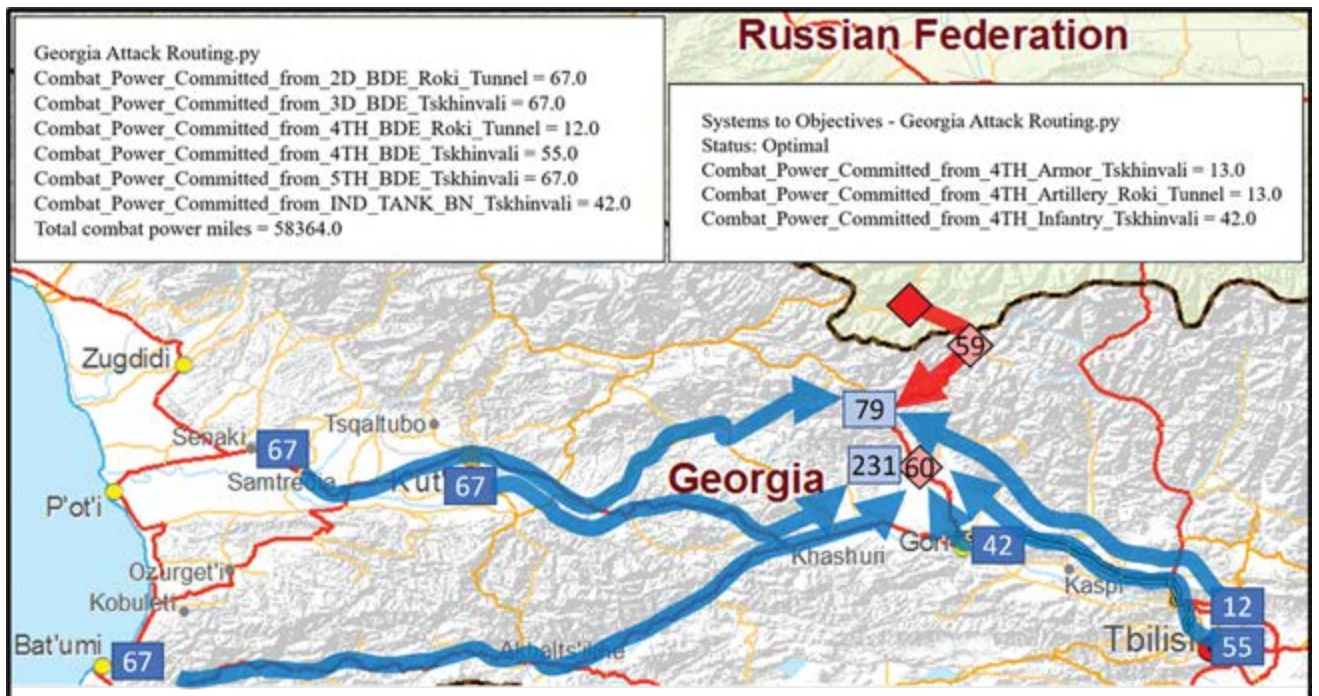 Georgia Attack Routing.py
Combat_Power_Committed_from_2D_BDE_Roki_Tunnel = 67.0
Combat_Power_Committed_from_3D_BDE_Tskhinvali = 67.0
Combat_Power_Committed_from_4TH_BDE_Roki_Tunnel = 12.0
Combat_Power_Committed_from_4TH_BDE_Tskhinvali = 55.0
Combat_Power_Committed_from_5TH_BDE_Tskhinvali = 67.0
Combat_Power_Committed_from_IND_TANK_BN_Tskhinvali = 42.0
Total combat power miles = 58364.0
Russian Federation
Systems to Objectives - Georgia Attack Routing.py
Status: Optimal
Combat_Power_Committed_from_4TH_Armor_Tskhinvali = 13.0
Combat_Power_Committed_from_4TH_Artillery_Roki_Tunnel = 13.0
Combat_Power_Committed_from_4TH_Infantry_Tskhinvali = 42.0
59
Zugdidi
79
Tsqaltubo
Senaki
67
231
60
Georgia
Samtredia
Kut
67
P'ot'i
Gori
42
Khashuri
Ozurget'i
Kaspi
Kobuleti
12
Tbilisi
55
Bat'umi
67
Akhalts'ikhe